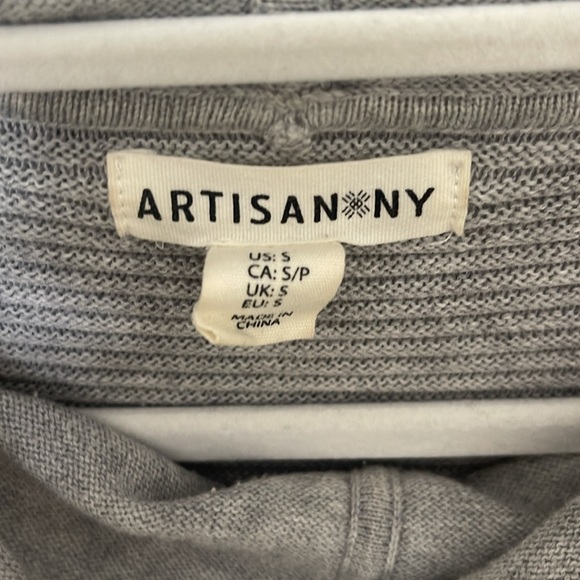 ARTISAN NY
US: S
CA: S/P
UK: S
EU: S
MADE IN
CHINA